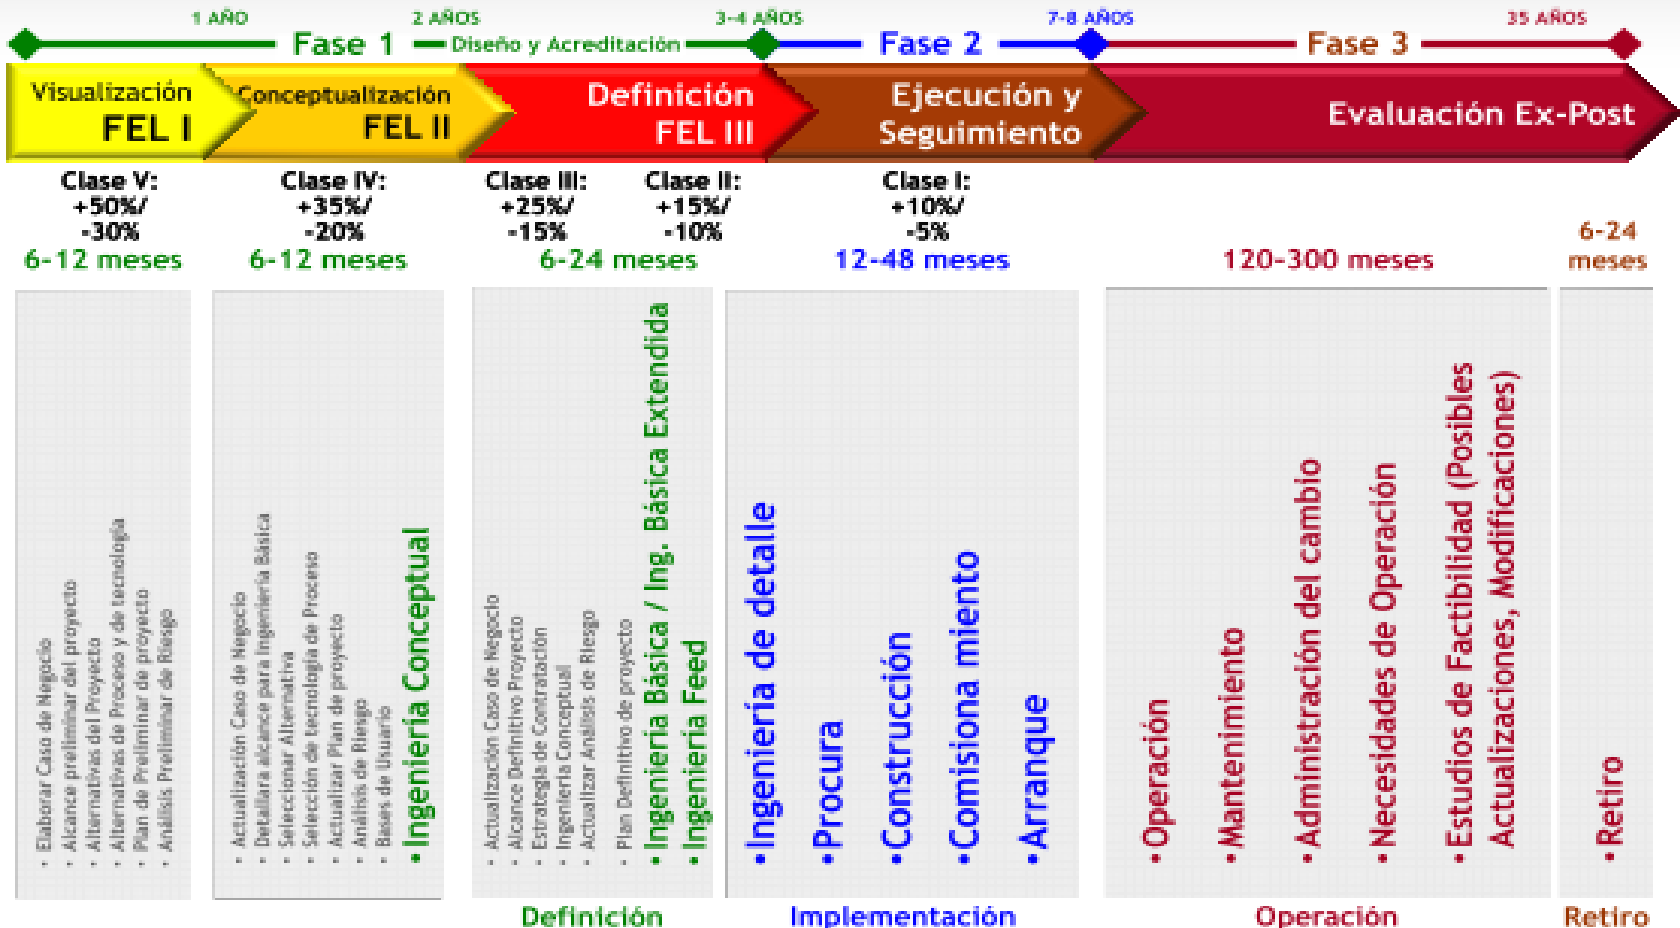 1 AÑO
2 AÑOS
3-4 AÑOS
7-8 AÑOS
35 AÑOS
Fase 1
Diseño y Acreditación
Fase 2
Fase 3
Visualización
FEL I
Conceptualización
FEL II
Definición
FEL III
Ejecución y
Seguimiento
Evaluación Ex-Post
Clase V:
+50%/
-30%
6-12 meses
Clase IV:
+35%/
-20%
6-12 meses
Clase III:
+25%/
-15%
Clase II:
+15%/
-10%
6-24 meses
Clase I:
+10%/
-5%
12-48 meses
120-300 meses
6-24
meses
• Elaborar Caso de Negocio
• Alcance preliminar del proyecto
• Alternativas del Proyecto
• Alternativas de Proceso y de tecnología
• Plan de Preliminar de proyecto
• Análisis Preliminar de Riesgo
• Actualización Caso de Negocio
• Detallara alcance para Ingeniería Básica
• Seleccionar Alternativa
• Selección de tecnología de Proceso
• Actualizar Plan de proyecto
• Análisis de Riesgo
• Bases de Usuario
• Ingeniería Conceptual
• Actualización Caso de Negocio
• Alcance Definitivo Proyecto
• Estrategia de Contratación
• Ingeniería Conceptual
• Actualizar Análisis de Riesgo
• Plan Definitivo de proyecto
• Ingeniería Básica / Ing. Básica Extendida
• Ingeniería Feed
• Ingeniería de detalle
• Procura
• Construcción
• Comisiona miento
• Arranque
• Operación
• Mantenimiento
• Administración del cambio
• Necesidades de Operación
• Estudios de Factibilidad (Posibles
Actualizaciones, Modificaciones)
• Retiro
Definición
Implementación
Operación
Retiro